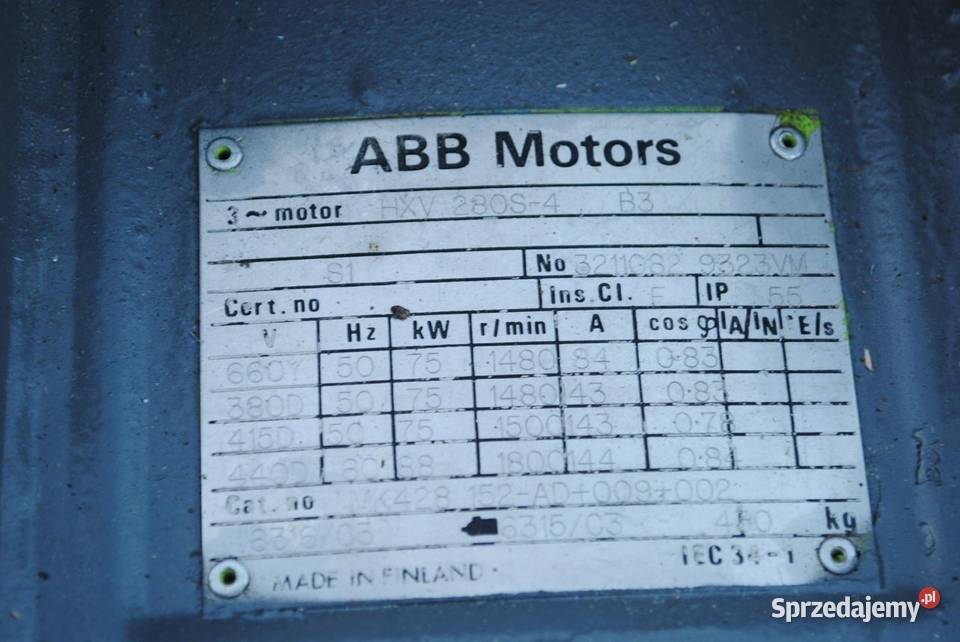 ABB Motors
3~ motor HXV 280S-4 B3
S1 No 3211082 9323VM
Cert. no Ins. Cl. F IP 55
V Hz kW r/min A cos φ IA/IN tE/s
660Y 50 75 1480 84 0.83
380D 50 75 1480 143 0.83
415D 50 75 1500 143 0.78
440D 60 88 1800 144 0.84
Cat. no 152-AD+009+002
6316/C3 6315/C3 kg
IEC 34-1
MADE IN FINLAND
Sprzedajemy.pl